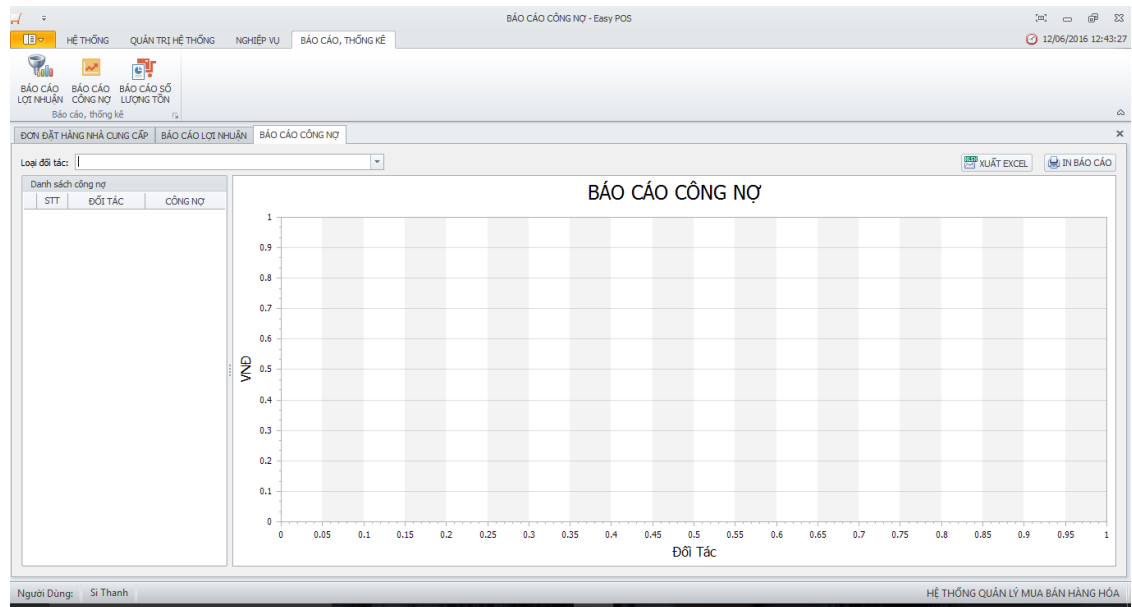 BÁO CÁO CÔNG NỢ - Easy POS
HỆ THỐNG QUẢN TRỊ HỆ THỐNG NGHIỆP VỤ BÁO CÁO, THỐNG KÊ 12/06/2016 12:43:27
BÁO CÁO LỢI NHUẬN
BÁO CÁO CÔNG NỢ
BÁO CÁO SỐ LƯỢNG TỒN
Báo cáo, thống kê
ĐƠN ĐẶT HÀNG NHÀ CUNG CẤP BÁO CÁO LỢI NHUẬN BÁO CÁO CÔNG NỢ
Loại đối tác: XUẤT EXCEL IN BÁO CÁO
Danh sách công nợ
STT ĐỐI TÁC CÔNG NỢ
BÁO CÁO CÔNG NỢ
1
0.9
0.8
0.7
0.6
0.5
0.4
0.3
0.2
0.1
0
VNĐ
0 0.05 0.1 0.15 0.2 0.25 0.3 0.35 0.4 0.45 0.5 0.55 0.6 0.65 0.7 0.75 0.8 0.85 0.9 0.95 1
Đối Tác
Người Dùng: Si Thanh HỆ THỐNG QUẢN LÝ MUA BÁN HÀNG HÓA